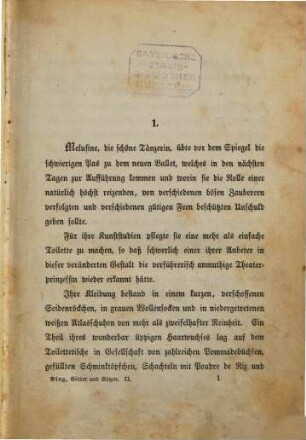 BAYERISCHE
STAATS-
BIBLIOTHEK
MUENCHEN
1.
Melusine, die schöne Tänzerin, übte vor dem Spiegel die
schwierigen Pas zu dem neuen Ballet, welches in den nächsten
Tagen zur Aufführung kommen und worin sie die Rolle einer
natürlich höchst reizenden, von verschiedenen bösen Zauberern
verfolgten und verschiedenen gütigen Feen beschützten Unschuld
geben sollte.
Für ihre Kunststudien pflegte sie eine mehr als einfache
Toilette zu machen, so daß schwerlich einer ihrer Anbeter in
dieser veränderten Gestalt die verführerisch anmuthige Theater-
prinzessin wieder erkannt hätte.
Ihre Kleidung bestand in einem kurzen, verschossenen
Seidenröckchen, in grauen Wollensocken und in niedergetretenen
weißen Atlasschuhen von mehr als zweifelhafter Reinheit. Ein
Theil ihres wunderbar üppigen Haarwuchses lag auf dem
Toilettetische in Gesellschaft von zahlreichen Pomadebüchsen,
gefüllten Schminktöpfchen, Schachteln mit Poudre de Riz und
Ring, Götter und Götzen. II. 1